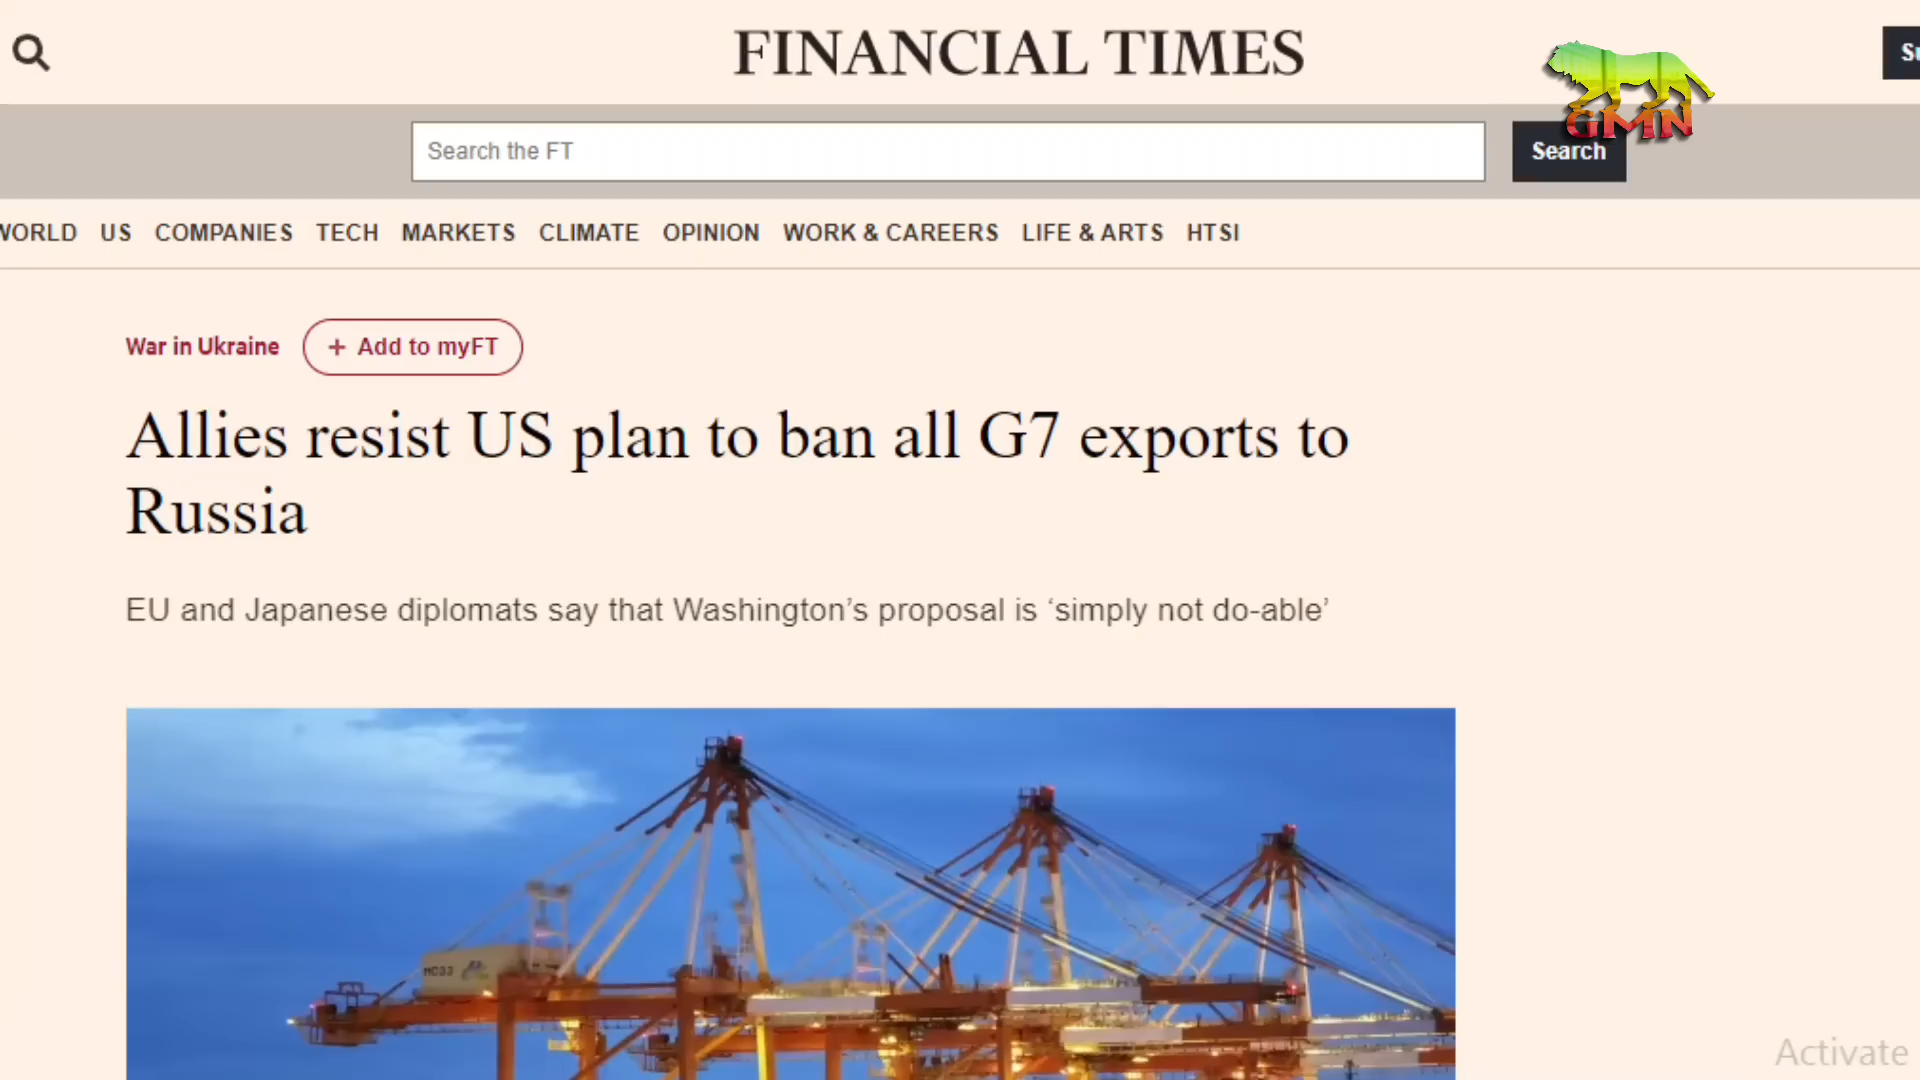 FINANCIAL TIMES
GMN
Search the FT
Search
WORLD US COMPANIES TECH MARKETS CLIMATE OPINION WORK & CAREERS LIFE & ARTS HTSI
War in Ukraine
+ Add to myFT
Allies resist US plan to ban all G7 exports to
Russia
EU and Japanese diplomats say that Washington’s proposal is ‘simply not do-able’
Activate